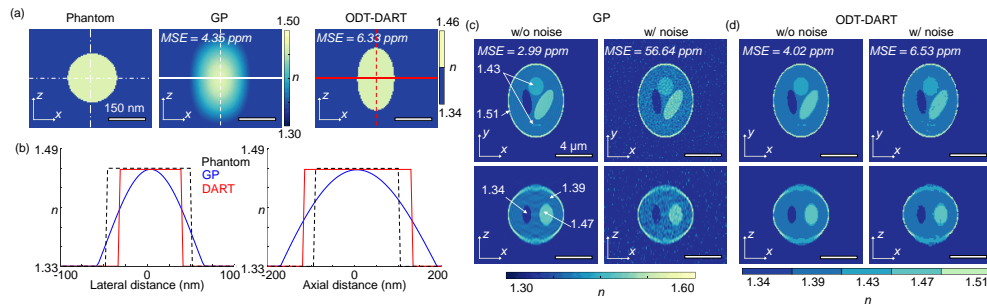 (a)
Phantom
GP
ODT-DART
MSE = 4.35 ppm
MSE = 6.33 ppm
1.50
n
1.30
1.46
n
1.34
z
x
150 nm
z
x
z
x
(b)
1.49
n
1.33
-100
0
100
Lateral distance (nm)
Phantom
GP
DART
1.49
n
1.33
-200
0
200
Axial distance (nm)
(c)
GP
w/o noise
w/ noise
MSE = 2.99 ppm
MSE = 56.64 ppm
1.43
1.51
y
x
4 µm
y
x
1.34
1.39
1.47
z
x
z
x
1.30
n
1.60
(d)
ODT-DART
w/o noise
w/ noise
MSE = 4.02 ppm
MSE = 6.53 ppm
y
x
y
x
z
x
z
x
1.34
1.39
1.43
1.47
1.51
n